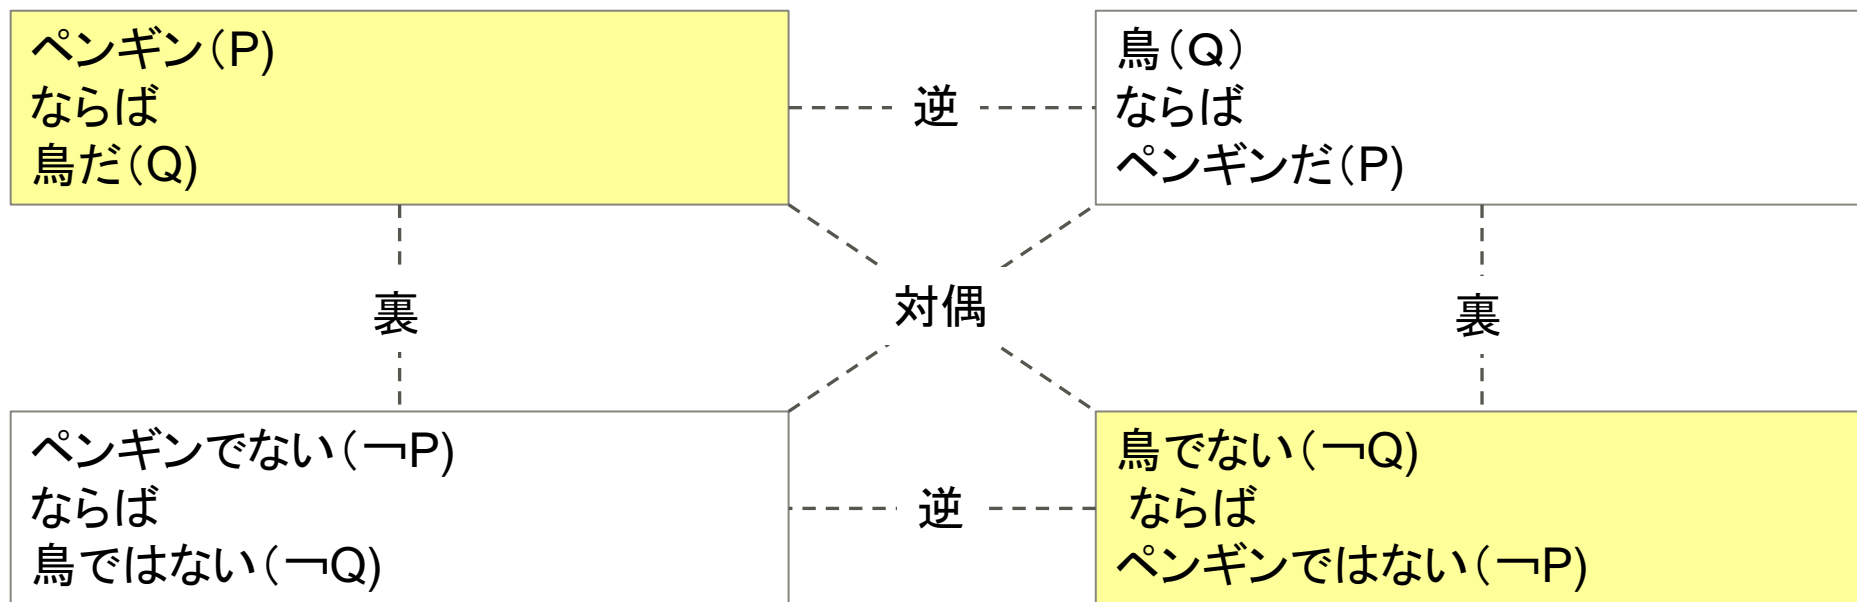 ペンギン（P)
ならば
鳥だ（Q)
逆
鳥（Q）
ならば
ペンギンだ（P)
裏
対偶
裏
ペンギンでない（￢P)
ならば
鳥ではない（￢Q)
逆
鳥でない（￢Q)
ならば
ペンギンではない（￢P)